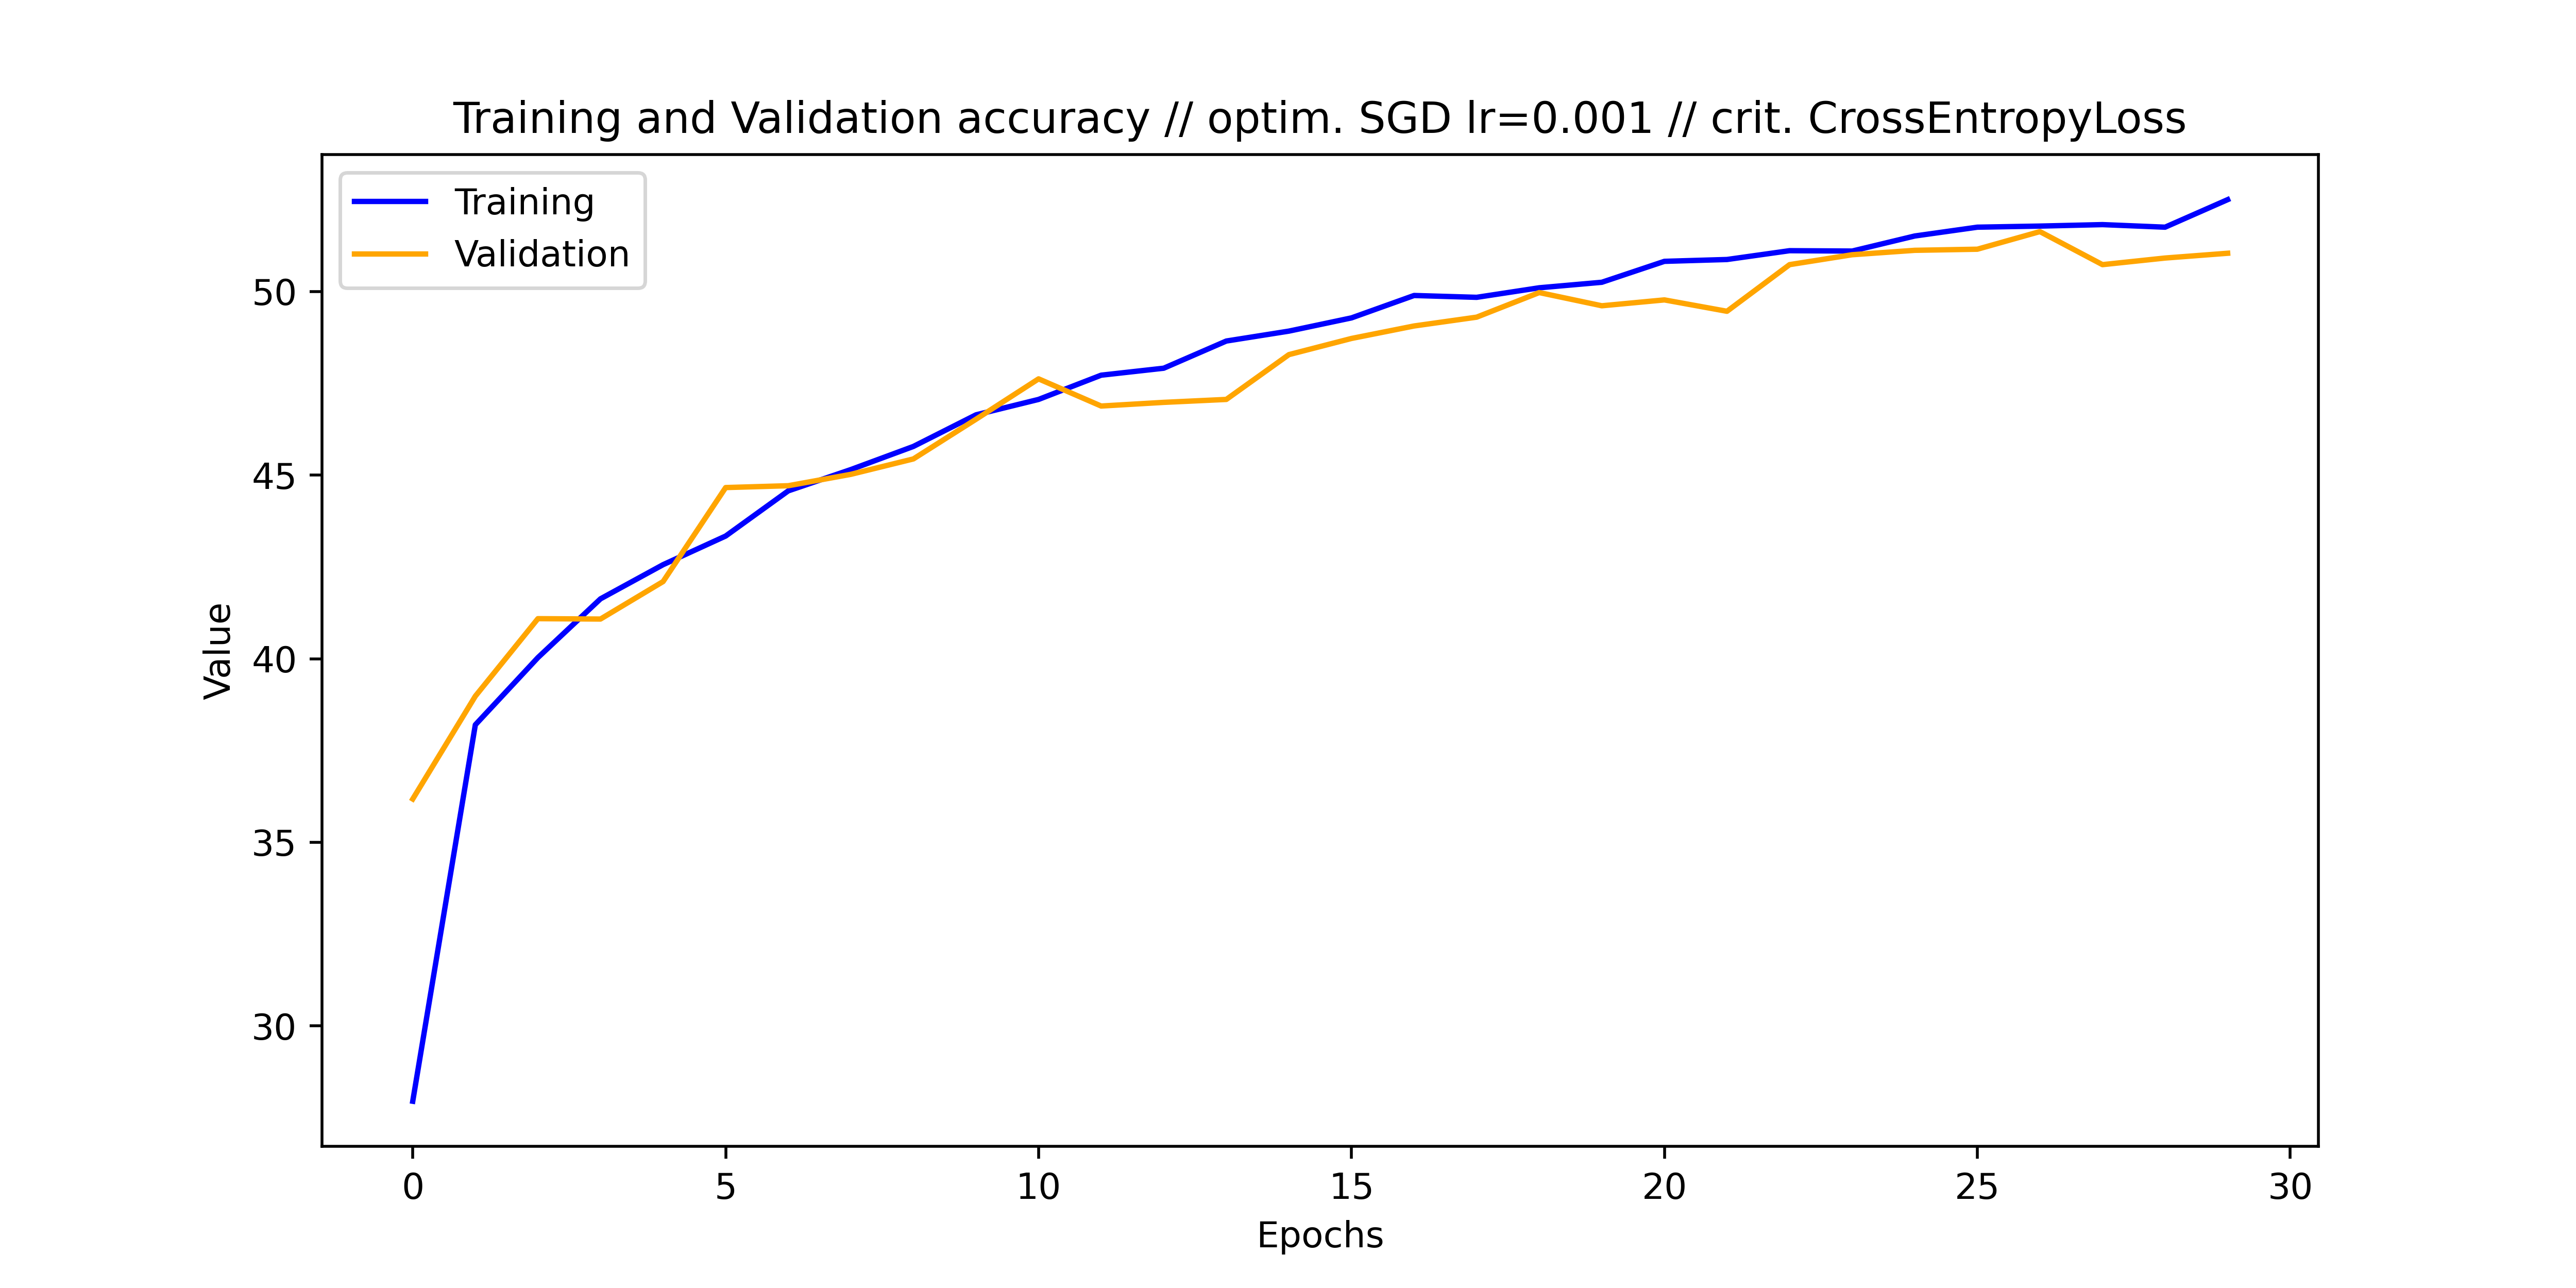 Training and Validation accuracy // optim. SGD lr=0.001 // crit. CrossEntropyLoss
Training
Validation
50
45
40
35
30
Value
0 5 10 15 20 25 30
Epochs